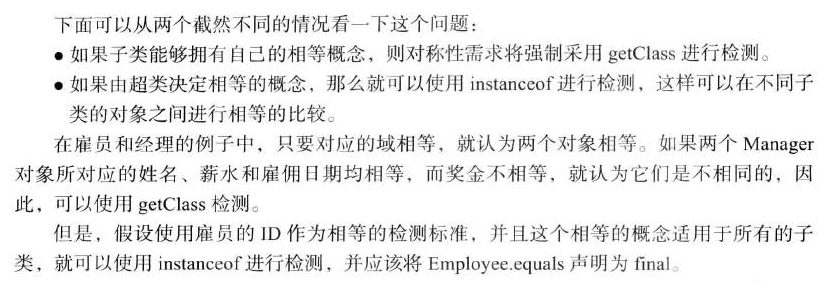 下面可以从两个截然不同的情况看一下这个问题：
● 如果子类能够拥有自己的相等概念，则对称性需求将强制采用 getClass 进行检测。
● 如果由超类决定相等的概念，那么就可以使用 instanceof 进行检测，这样可以在不同子
类的对象之间进行相等的比较。
在雇员和经理的例子中，只要对应的域相等，就认为两个对象相等。如果两个 Manager
对象所对应的姓名、薪水和雇佣日期均相等，而奖金不相等，就认为它们是不相同的，因
此，可以使用 getClass 检测。
但是，假设使用雇员的 ID 作为相等的检测标准，并且这个相等的概念适用于所有的子
类，就可以使用 instanceof 进行检测，并应该将 Employee.equals 声明为 final。